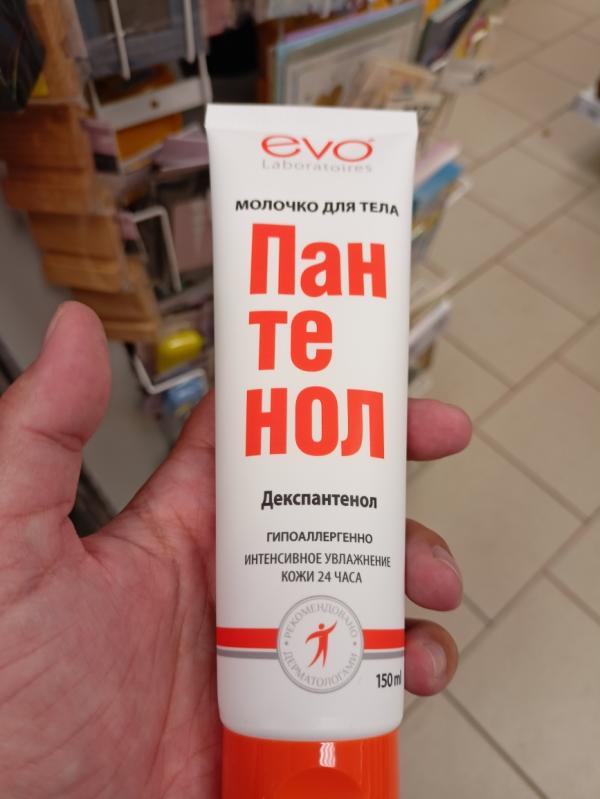 evo
Laboratoires
МОЛОЧКО ДЛЯ ТЕЛА
Пан
те
нол
Декспантенол
ГИПОАЛЛЕРГЕННО
ИНТЕНСИВНОЕ УВЛАЖНЕНИЕ
КОЖИ 24 ЧАСА
• РЕКОМЕНДОВАНО •
ДЕРМАТОЛОГАМИ
150 ml